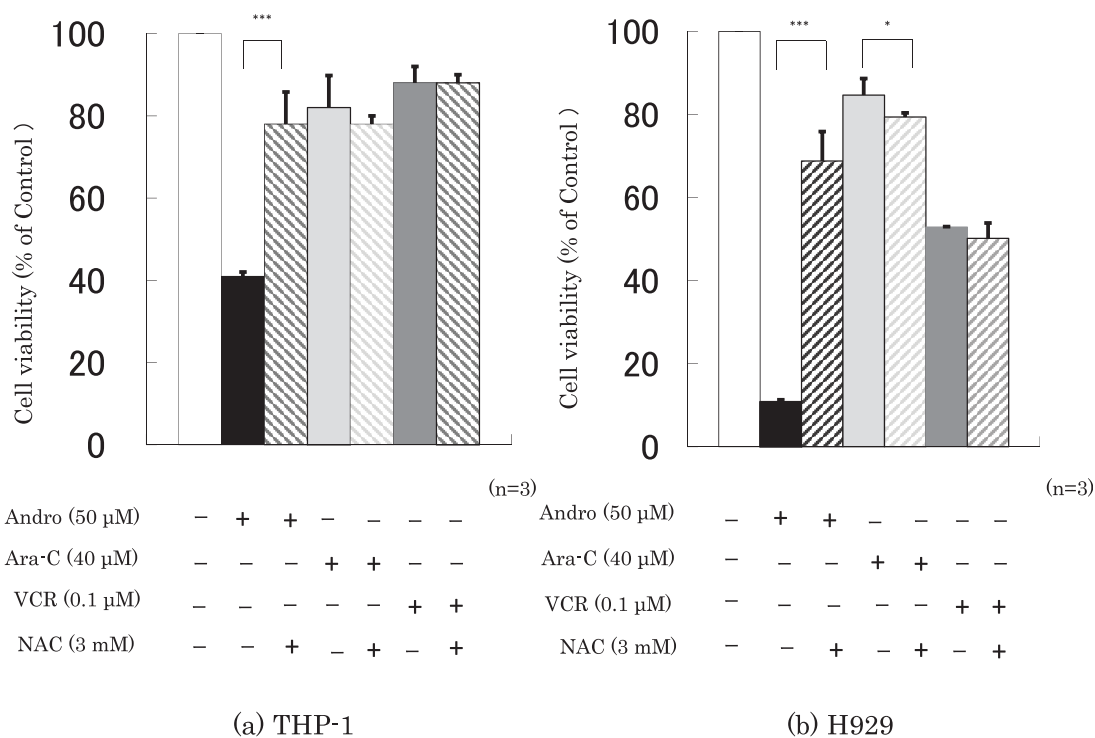 Cell viability (% of Control )
100
80
60
40
20
0
***
(n=3)
Andro (50 µM) – + + – – – –
Ara-C (40 µM) – – – + + – –
VCR (0.1 µM) – – – – – + +
NAC (3 mM) – – + – + – +
(a) THP-1
Cell viability (% of Control )
100
80
60
40
20
0
***
*
(n=3)
Andro (50 µM) – + + – – – –
Ara-C (40 µM) – – – + + – –
VCR (0.1 µM) – – – – – + +
NAC (3 mM) – – + – + – +
(b) H929